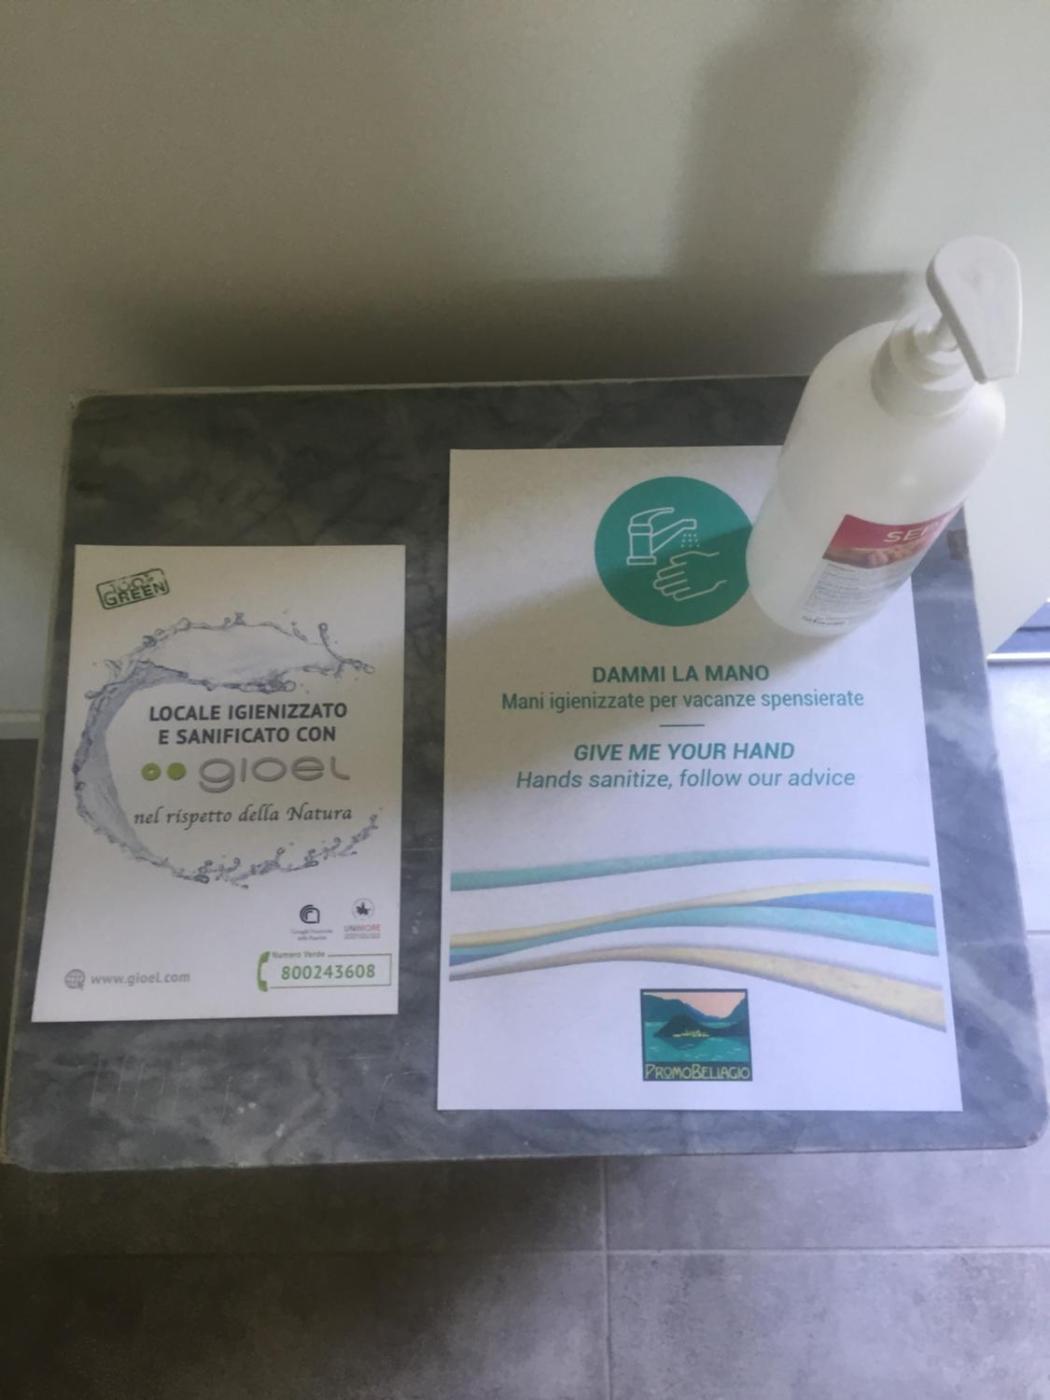 100%
GREEN
LOCALE IGIENIZZATO
E SANIFICATO CON
gioel
nel rispetto della Natura
UNIMORE
www.gioel.com
Numero Verde
800243608
DAMMI LA MANO
Mani igienizzate per vacanze spensierate
GIVE ME YOUR HAND
Hands sanitize, follow our advice
PROMOBELLAGIO